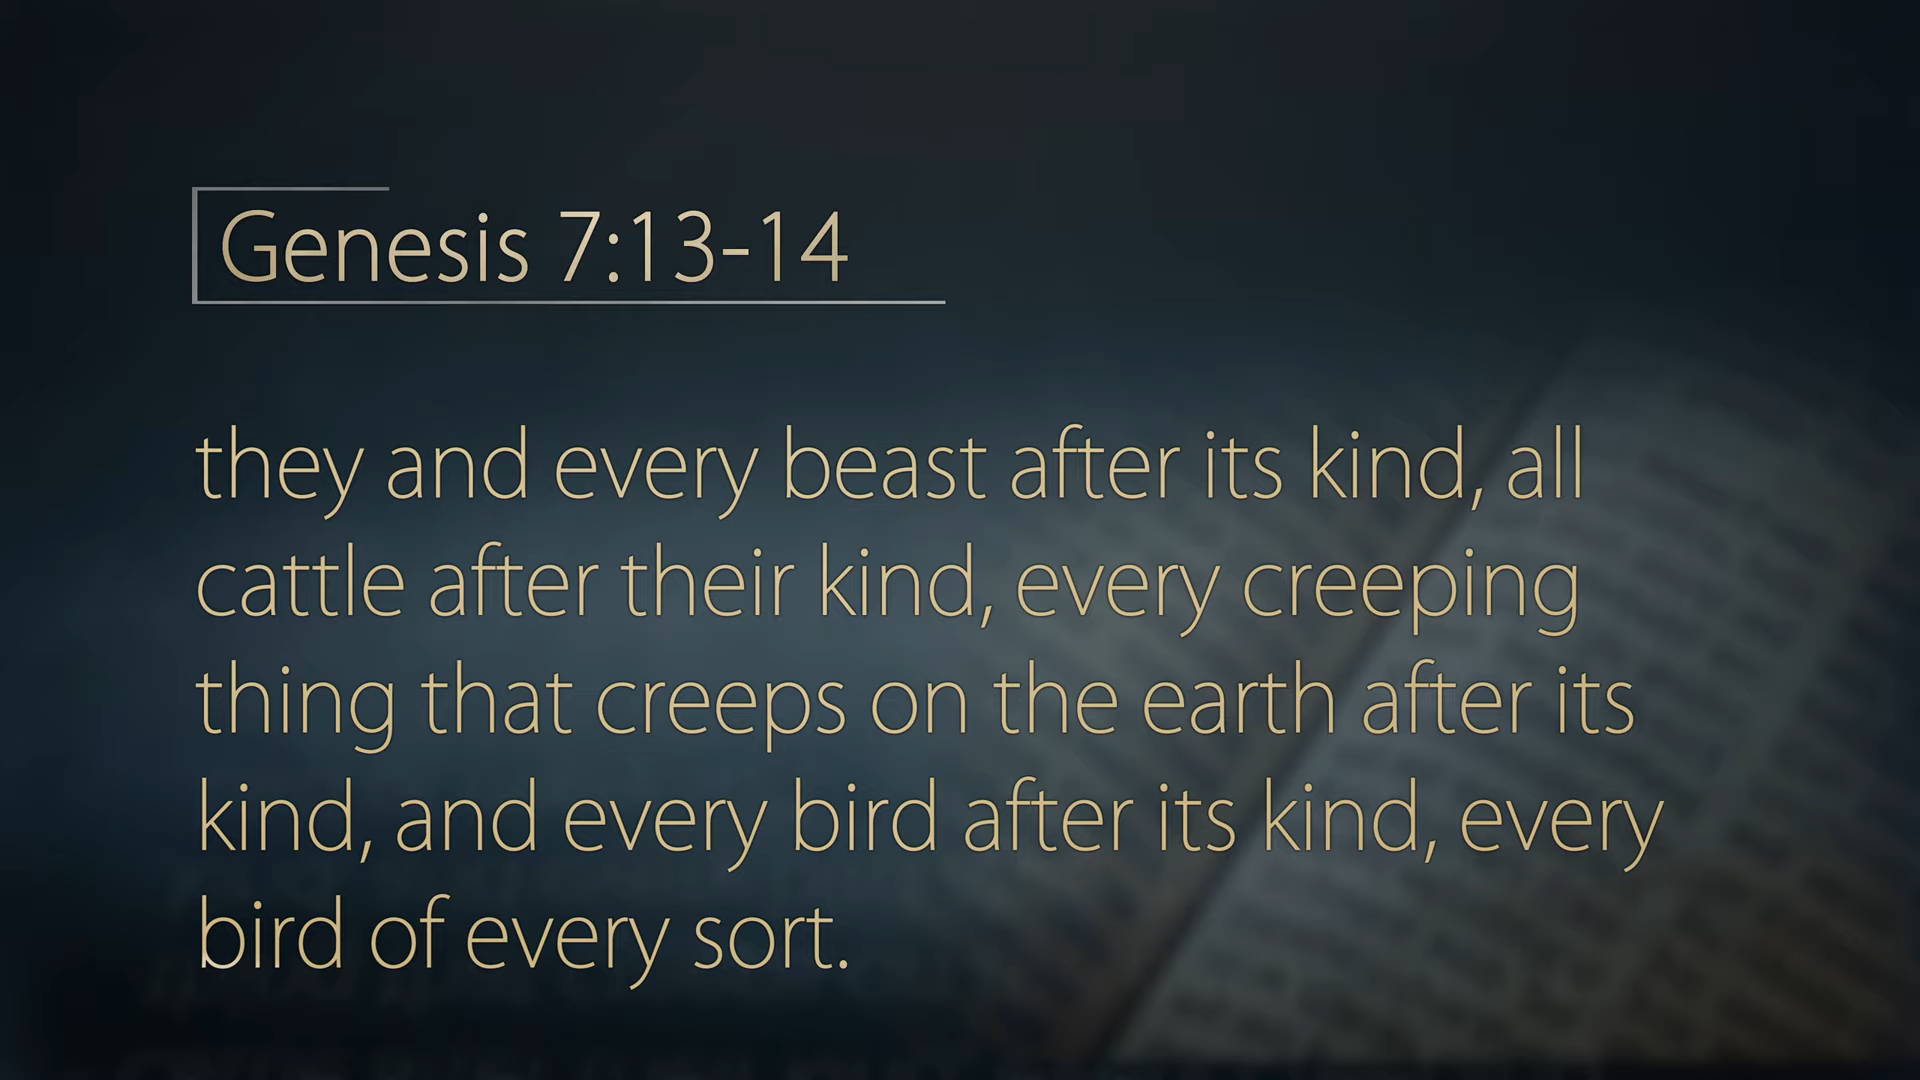 Genesis 7:13-14
they and every beast after its kind, all
cattle after their kind, every creeping
thing that creeps on the earth after its
kind, and every bird after its kind, every
bird of every sort.